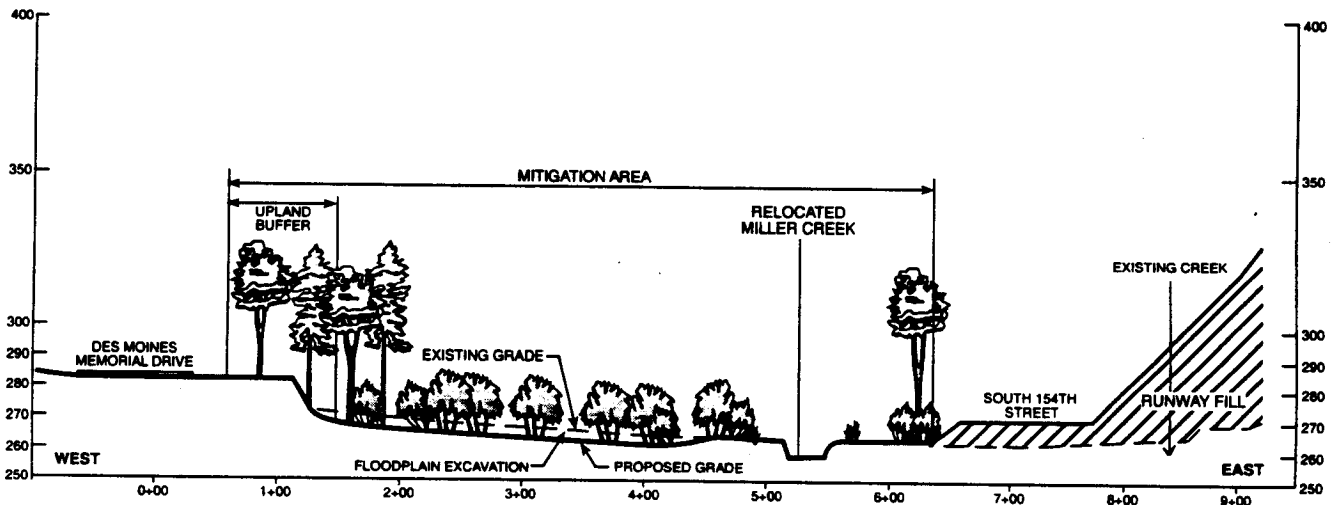 400
400
350
350
MITIGATION AREA
UPLAND
BUFFER
RELOCATED
MILLER CREEK
EXISTING CREEK
300
300
290
290
280
280
270
270
260
260
250
250
DES MOINES
MEMORIAL DRIVE
EXISTING GRADE
SOUTH 154TH
STREET
RUNWAY FILL
WEST
FLOODPLAIN EXCAVATION
PROPOSED GRADE
EAST
0+00
1+00
2+00
3+00
4+00
5+00
6+00
7+00
8+00
9+00